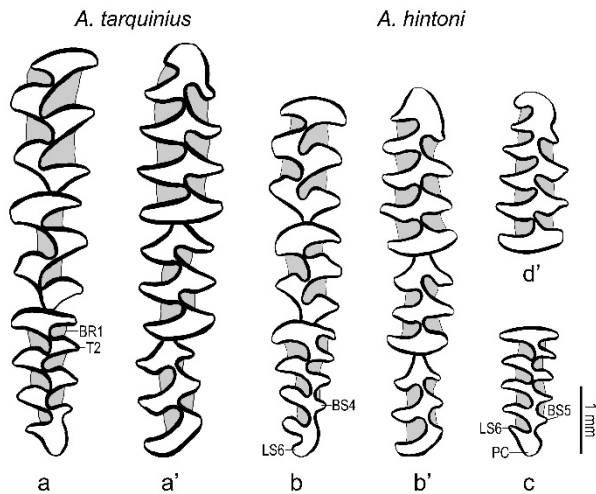 A. tarquinius
A. hintoni
d’
BR1
T2
BS4
LS6
BS5
LS6
PC
1 mm
a
a’
b
b’
c